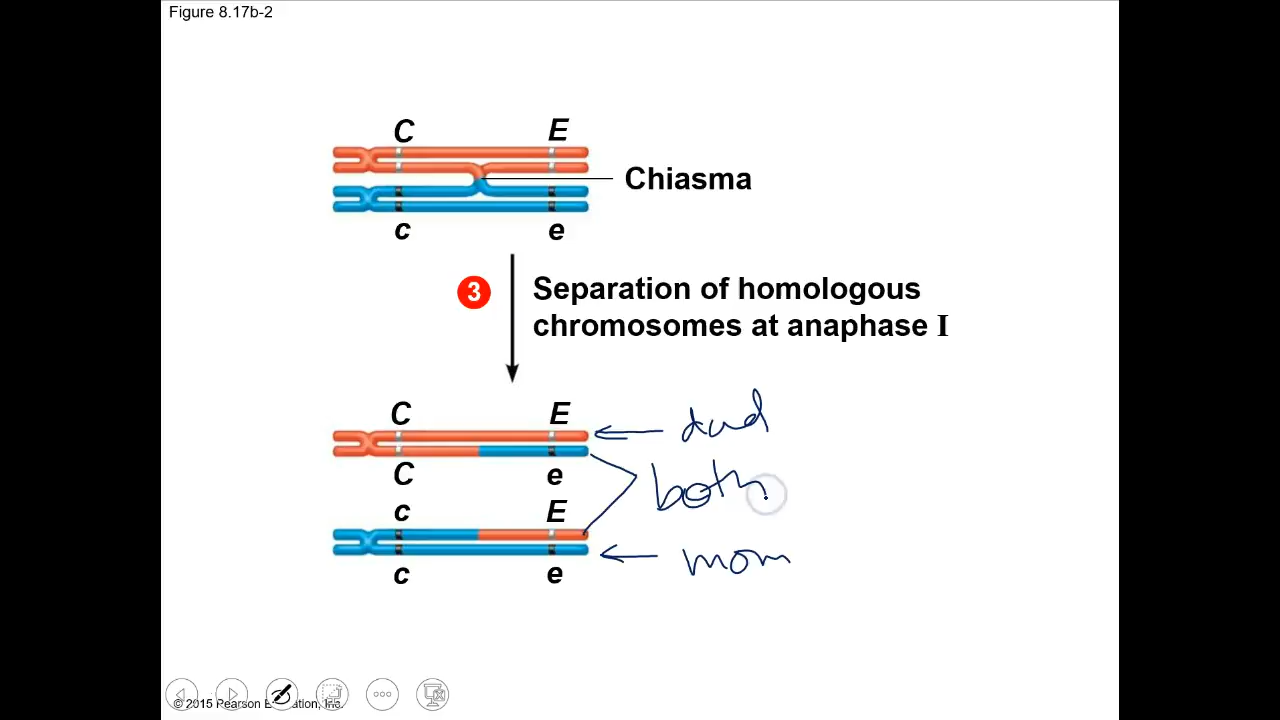 Figure 8.17b-2
C E
Chiasma
c e
3 Separation of homologous
chromosomes at anaphase I
C E
dad
C e
both
c E
mom
c e
© 2015 Pearson Education, Inc.